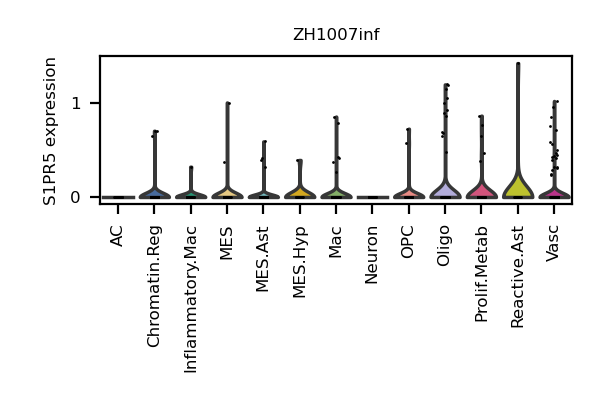 ZH1007inf
S1PR5 expression
1
0
AC
Chromatin.Reg
Inflammatory.Mac
MES
MES.Ast
MES.Hyp
Mac
Neuron
OPC
Oligo
Prolif.Metab
Reactive.Ast
Vasc